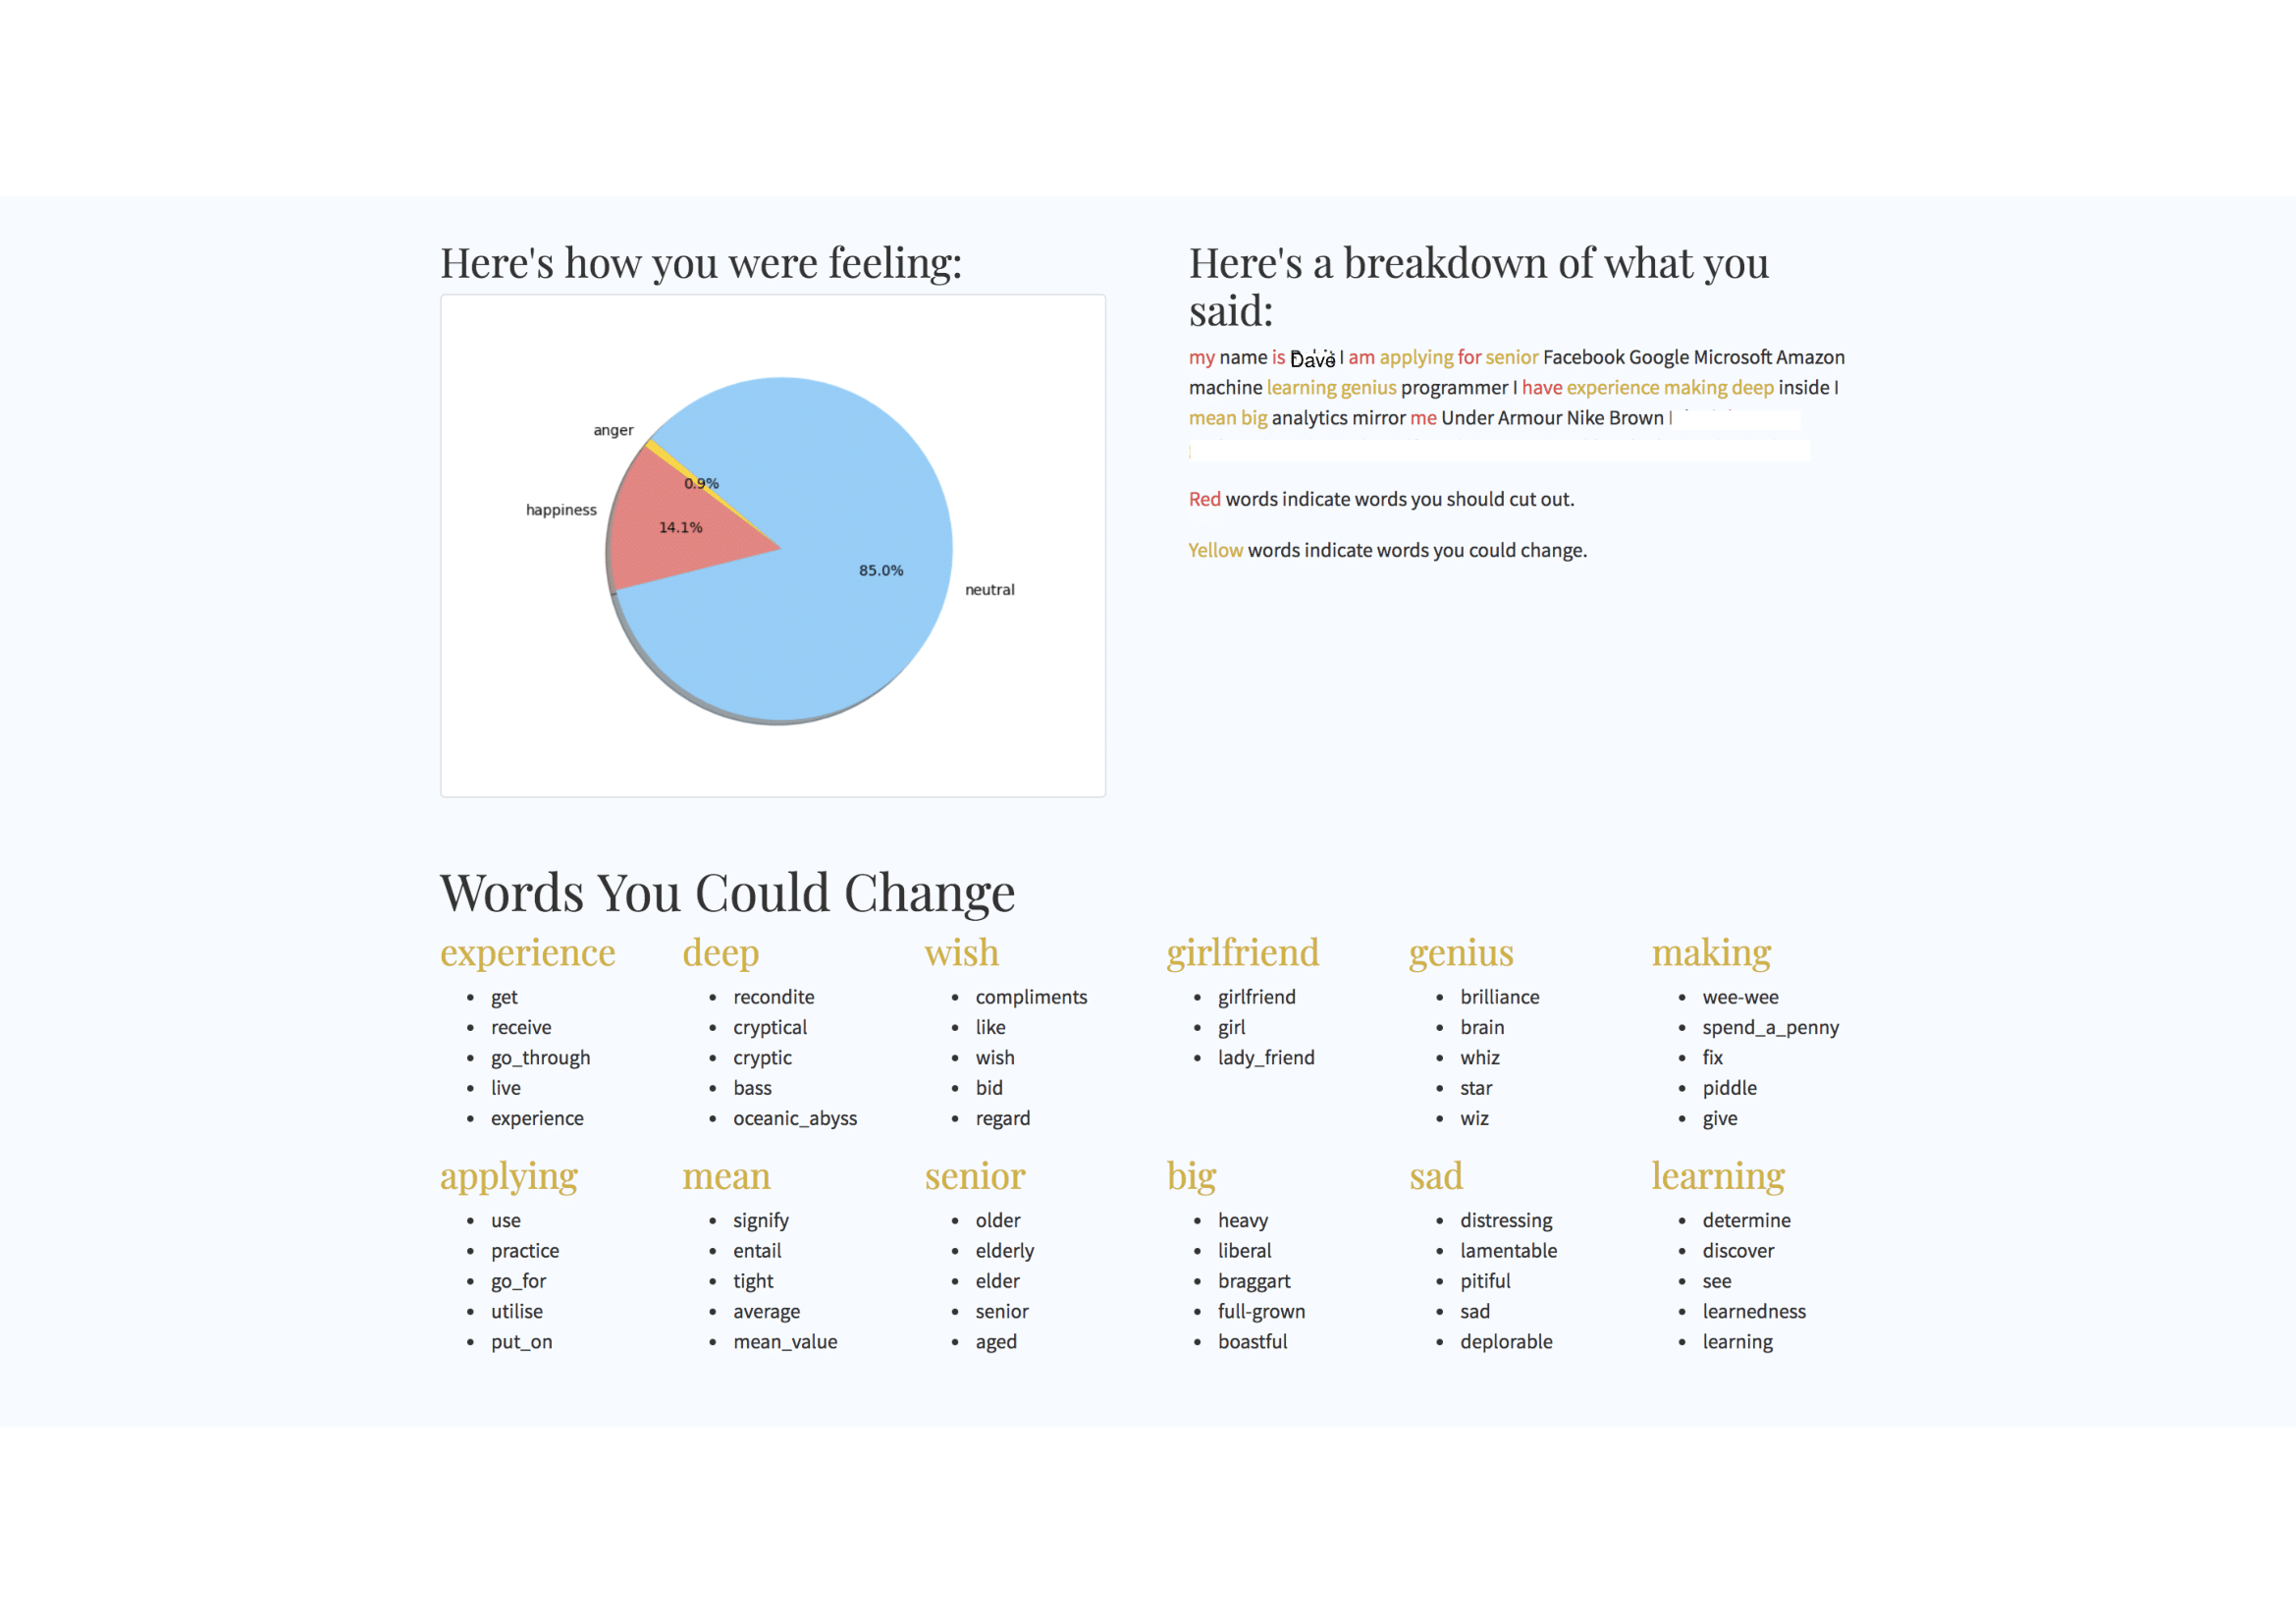 Here's how you were feeling:
anger
0.9%
happiness
14.1%
85.0%
neutral
Here's a breakdown of what you
said:
my name is Dave I am applying for senior Facebook Google Microsoft Amazon
machine learning genius programmer I have experience making deep inside I
mean big analytics mirror me Under Armour Nike Brown I
Red words indicate words you should cut out.
Yellow words indicate words you could change.
Words You Could Change
experience
get
receive
go_through
live
experience
deep
recondite
cryptical
cryptic
bass
oceanic_abyss
wish
compliments
like
wish
bid
regard
girlfriend
girlfriend
girl
lady_friend
genius
brilliance
brain
whiz
star
wiz
making
wee-wee
spend_a_penny
fix
piddle
give
applying
use
practice
go_for
utilise
put_on
mean
signify
entail
tight
average
mean_value
senior
older
elderly
elder
senior
aged
big
heavy
liberal
braggart
full-grown
boastful
sad
distressing
lamentable
pitiful
sad
deplorable
learning
determine
discover
see
learnedness
learning